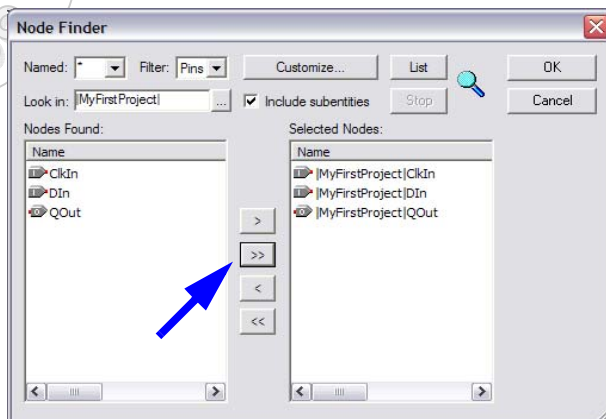 Node Finder
Named: * Filter: Pins Customize... List OK
Look in: |MyFirstProject| ... Include subentities Stop Cancel
Nodes Found: Selected Nodes:
Name Name
ClkIn |MyFirstProject|ClkIn
DIn |MyFirstProject|DIn
QOut |MyFirstProject|QOut
>
>>
<
<<